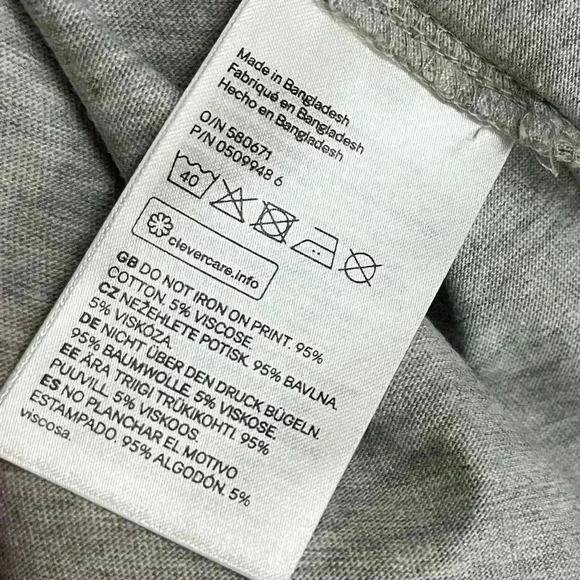 Made in Bangladesh
Fabriqué en Bangladesh
Hecho en Bangladesh
O/N 580671
P/N 0509948 6
40
clevercare.info
GB DO NOT IRON ON PRINT. 95%
COTTON. 5% VISCOSE
CZ NEŽEHLETE POTISK. 95% BAVLNA.
5% VISKÓZA.
DE NICHT ÜBER DEN DRUCK BÜGELN.
95% BAUMWOLLE. 5% VISKOSE.
EE ÄRA TRIIGI TRÜKIKOHTI. 95%
PUUVILL. 5% VISKOOS.
ES NO PLANCHAR EL MOTIVO
ESTAMPADO. 95% ALGODÓN. 5%
viscosa.